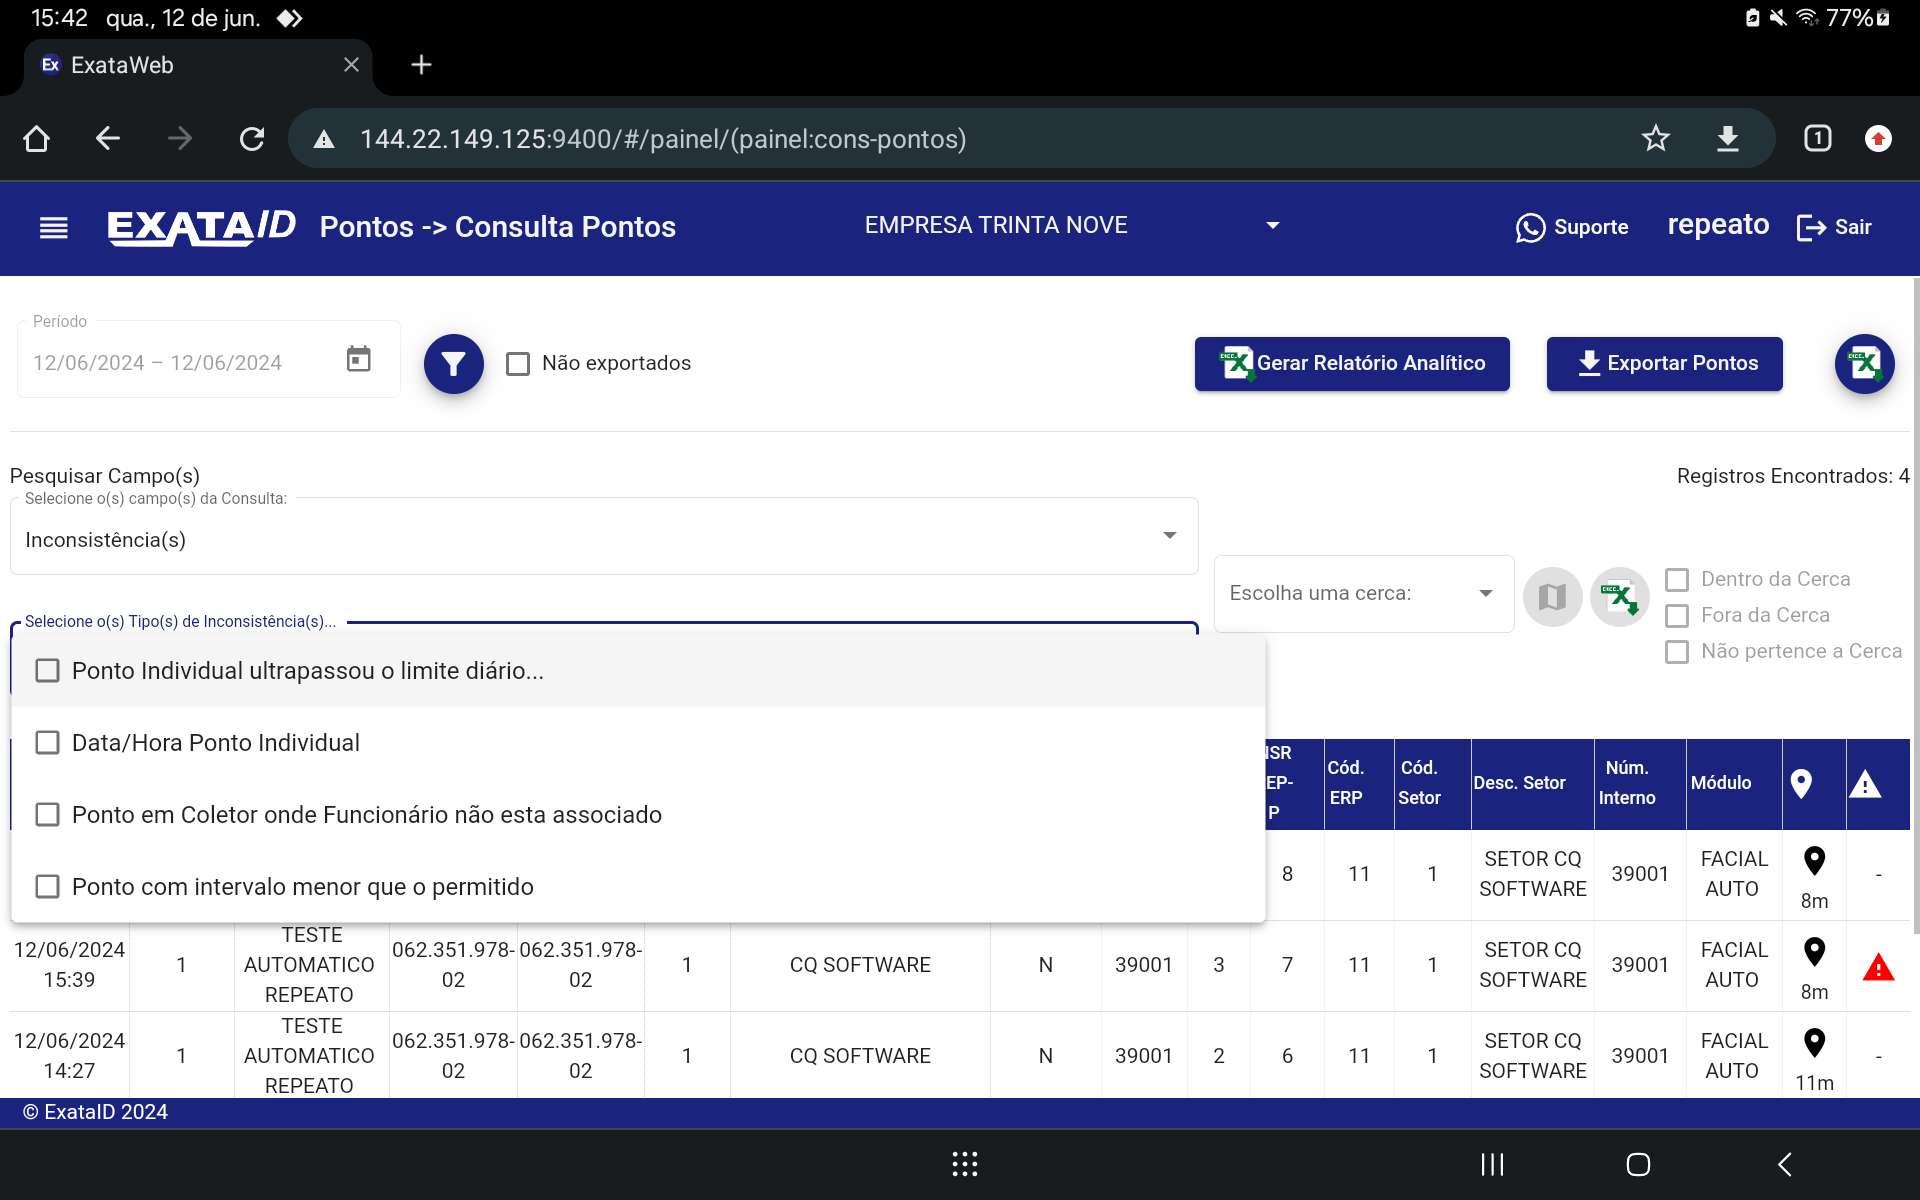 15:42 qua., 12 de jun.
77%
Ex ExataWeb
144.22.149.125:9400/#/painel/(painel:cons-pontos)
1
EXATAID Pontos -> Consulta Pontos EMPRESA TRINTA NOVE Suporte repeato Sair
Período
12/06/2024 – 12/06/2024
Não exportados
Gerar Relatório Analítico
Exportar Pontos
Pesquisar Campo(s)
Registros Encontrados: 4
Selecione o(s) campo(s) da Consulta:
Inconsistência(s)
Escolha uma cerca:
Dentro da Cerca
Fora da Cerca
Não pertence a Cerca
Selecione o(s) Tipo(s) de Inconsistência(s)...
Ponto Individual ultrapassou o limite diário...
Data/Hora Ponto Individual
Ponto em Coletor onde Funcionário não esta associado
Ponto com intervalo menor que o permitido
NSR Cód. Cód. Desc. Setor Núm. Módulo
EP- ERP Setor Interno
P
8 11 1 SETOR CQ 39001 FACIAL -
SOFTWARE AUTO
8m
TESTE
12/06/2024 1 AUTOMATICO 062.351.978- 062.351.978- 1 CQ SOFTWARE N 39001 3 7 11 1 SETOR CQ 39001 FACIAL
15:39 REPEATO 02 02 SOFTWARE AUTO
8m
TESTE
12/06/2024 1 AUTOMATICO 062.351.978- 062.351.978- 1 CQ SOFTWARE N 39001 2 6 11 1 SETOR CQ 39001 FACIAL -
14:27 REPEATO 02 02 SOFTWARE AUTO
11m
© ExataID 2024